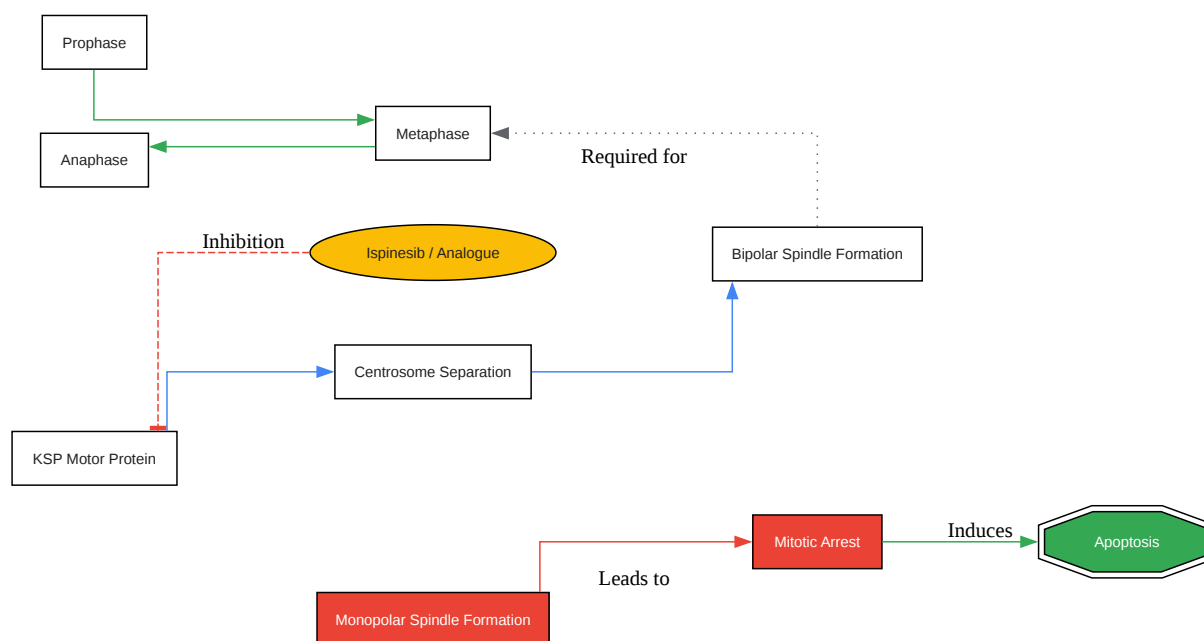 Prophase
Metaphase
Anaphase
Required for
Inhibition
Ispinesib / Analogue
Bipolar Spindle Formation
Centrosome Separation
KSP Motor Protein
Induces
Mitotic Arrest
Apoptosis
Leads to
Monopolar Spindle Formation